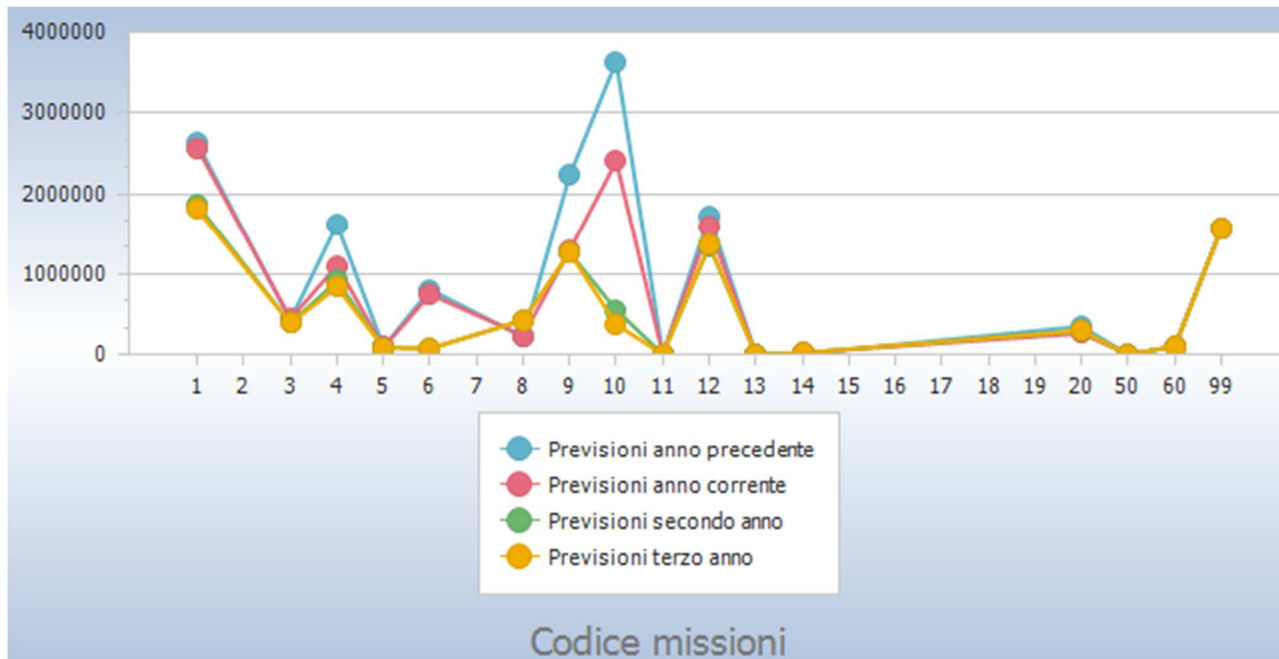 4000000
3000000
2000000
1000000
0
1 2 3 4 5 6 7 8 9 10 11 12 13 14 15 16 17 18 19 20 50 60 99
Previsioni anno precedente
Previsioni anno corrente
Previsioni secondo anno
Previsioni terzo anno
Codice missioni